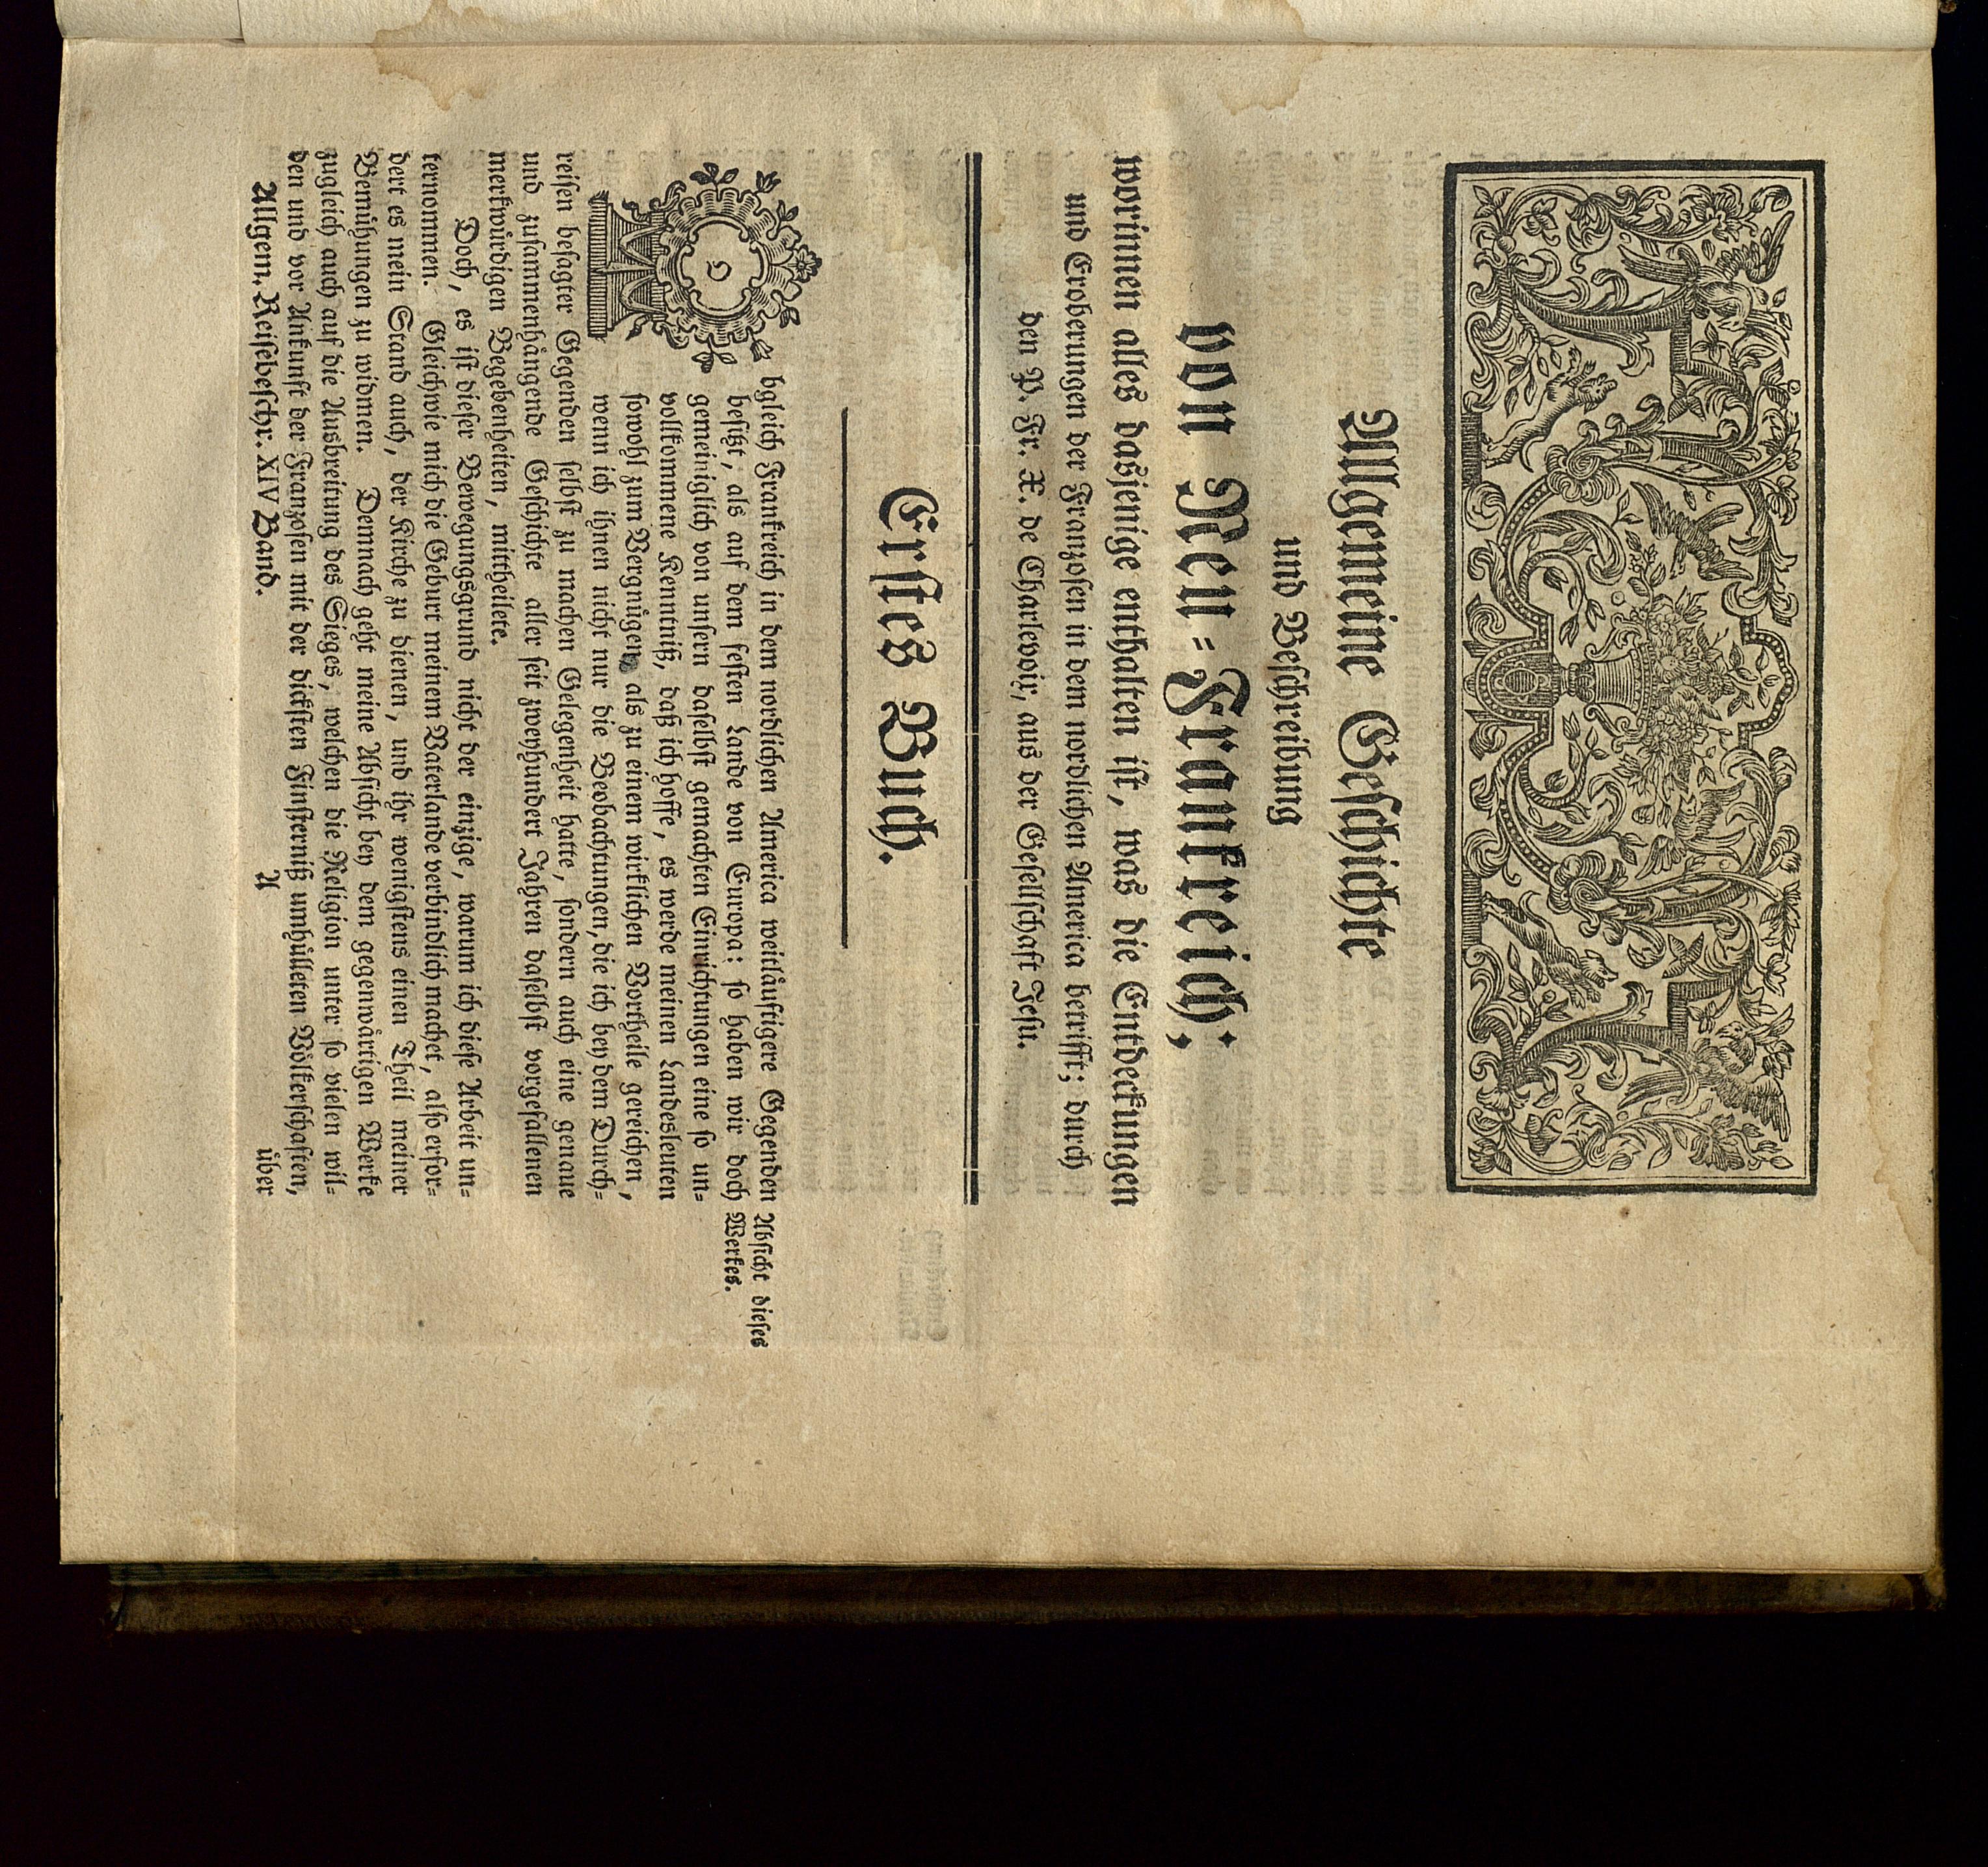 Allgemeine Geschichte
und Beschreibung
von Neu-Frankreich;
worinnen alles dasjenige enthalten ist, was die Entdeckungen
und Eroberungen der Franzosen in dem nordlichen America betrifft; durch
den P. Fr. X. de Charlevoix, aus der Gesellschaft Jesu.
Erstes Buch.
Obgleich Frankreich in dem nordlichen America weitläuftigere Gegenden
besitzt, als auf dem festen Lande von Europa: so haben wir doch
gemeiniglich von unsern daselbst gemachten Einrichtungen eine so un-
vollkommene Kenntniß, daß ich hoffe, es werde meinen Landesleuten
sowohl zum Vergnügen, als zu einem wirklichen Vortheile gereichen,
wenn ich ihnen nicht nur die Beobachtungen, die ich bey dem Durch-
reisen besagter Gegenden selbst zu machen Gelegenheit hatte, sondern auch eine genaue
und zusammenhängende Geschichte aller seit zweyhundert Jahren daselbst vorgefallenen
merkwürdigen Begebenheiten, mittheilete.
Absicht dieses
Werkes.
Doch, es ist dieser Bewegungsgrund nicht der einzige, warum ich diese Arbeit un-
ternommen. Gleichwie mich die Geburt meinem Vaterlande verbindlich machet, also erfor-
dert es mein Stand auch, der Kirche zu dienen, und ihr wenigstens einen Theil meiner
Bemühungen zu widmen. Demnach geht meine Absicht bey dem gegenwärtigen Werke
zugleich auch auf die Ausbreitung des Sieges, welchen die Religion unter so vielen wil-
den und vor Ankunft der Franzosen mit der dicksten Finsterniß umhülleten Völkerschaften,
Allgem. Reisebeschr. XIV Band. A über